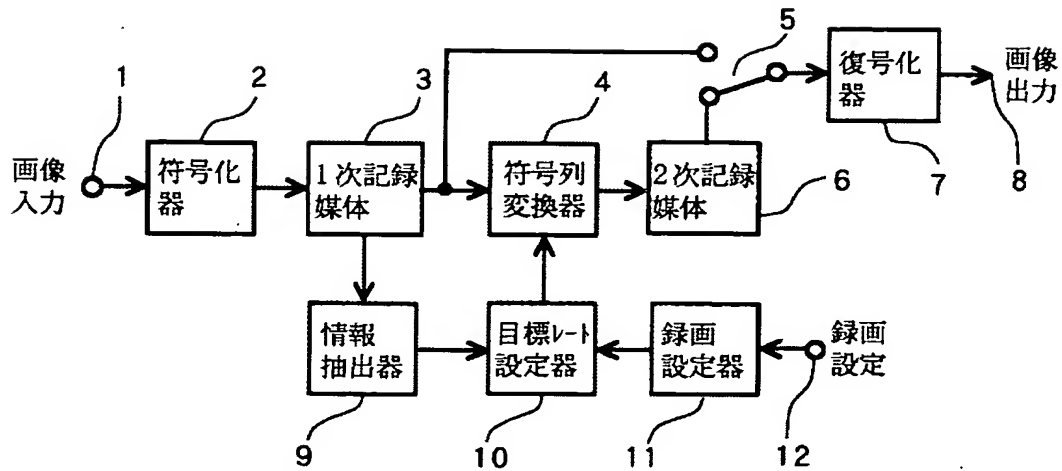 1
2
3
4
5
6
7
8
9
10
11
12
画像
入力
符号化
器
1次記録
媒体
符号列
変換器
2次記録
媒体
復号化
器
画像
出力
情報
抽出器
目標レート
設定器
録画
設定器
録画
設定